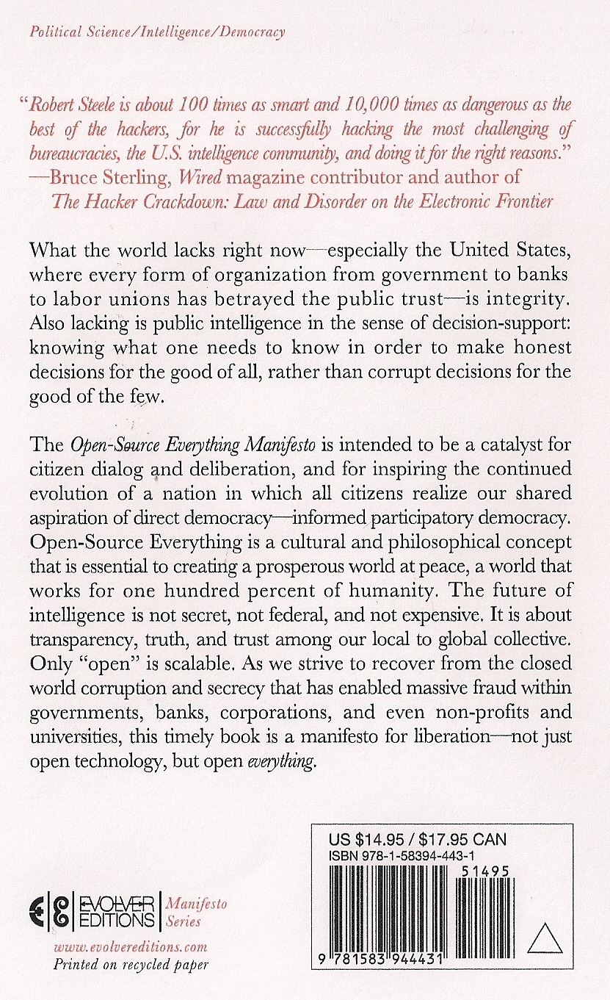 Political Science/Intelligence/Democracy
“Robert Steele is about 100 times as smart and 10,000 times as dangerous as the
best of the hackers, for he is successfully hacking the most challenging of
bureaucracies, the U.S. intelligence community, and doing it for the right reasons.”
—Bruce Sterling, Wired magazine contributor and author of
The Hacker Crackdown: Law and Disorder on the Electronic Frontier
What the world lacks right now—especially the United States,
where every form of organization from government to banks
to labor unions has betrayed the public trust—is integrity.
Also lacking is public intelligence in the sense of decision-support:
knowing what one needs to know in order to make honest
decisions for the good of all, rather than corrupt decisions for the
good of the few.
The Open-Source Everything Manifesto is intended to be a catalyst for
citizen dialog and deliberation, and for inspiring the continued
evolution of a nation in which all citizens realize our shared
aspiration of direct democracy—informed participatory democracy.
Open-Source Everything is a cultural and philosophical concept
that is essential to creating a prosperous world at peace, a world that
works for one hundred percent of humanity. The future of
intelligence is not secret, not federal, and not expensive. It is about
transparency, truth, and trust among our local to global collective.
Only “open” is scalable. As we strive to recover from the closed
world corruption and secrecy that has enabled massive fraud within
governments, banks, corporations, and even non-profits and
universities, this timely book is a manifesto for liberation—not just
open technology, but open everything.
US $14.95 / $17.95 CAN
ISBN 978-1-58394-443-1
51495
9 781583 944431
EVOLVER
EDITIONS
Manifesto
Series
www.evolvereditions.com
Printed on recycled paper